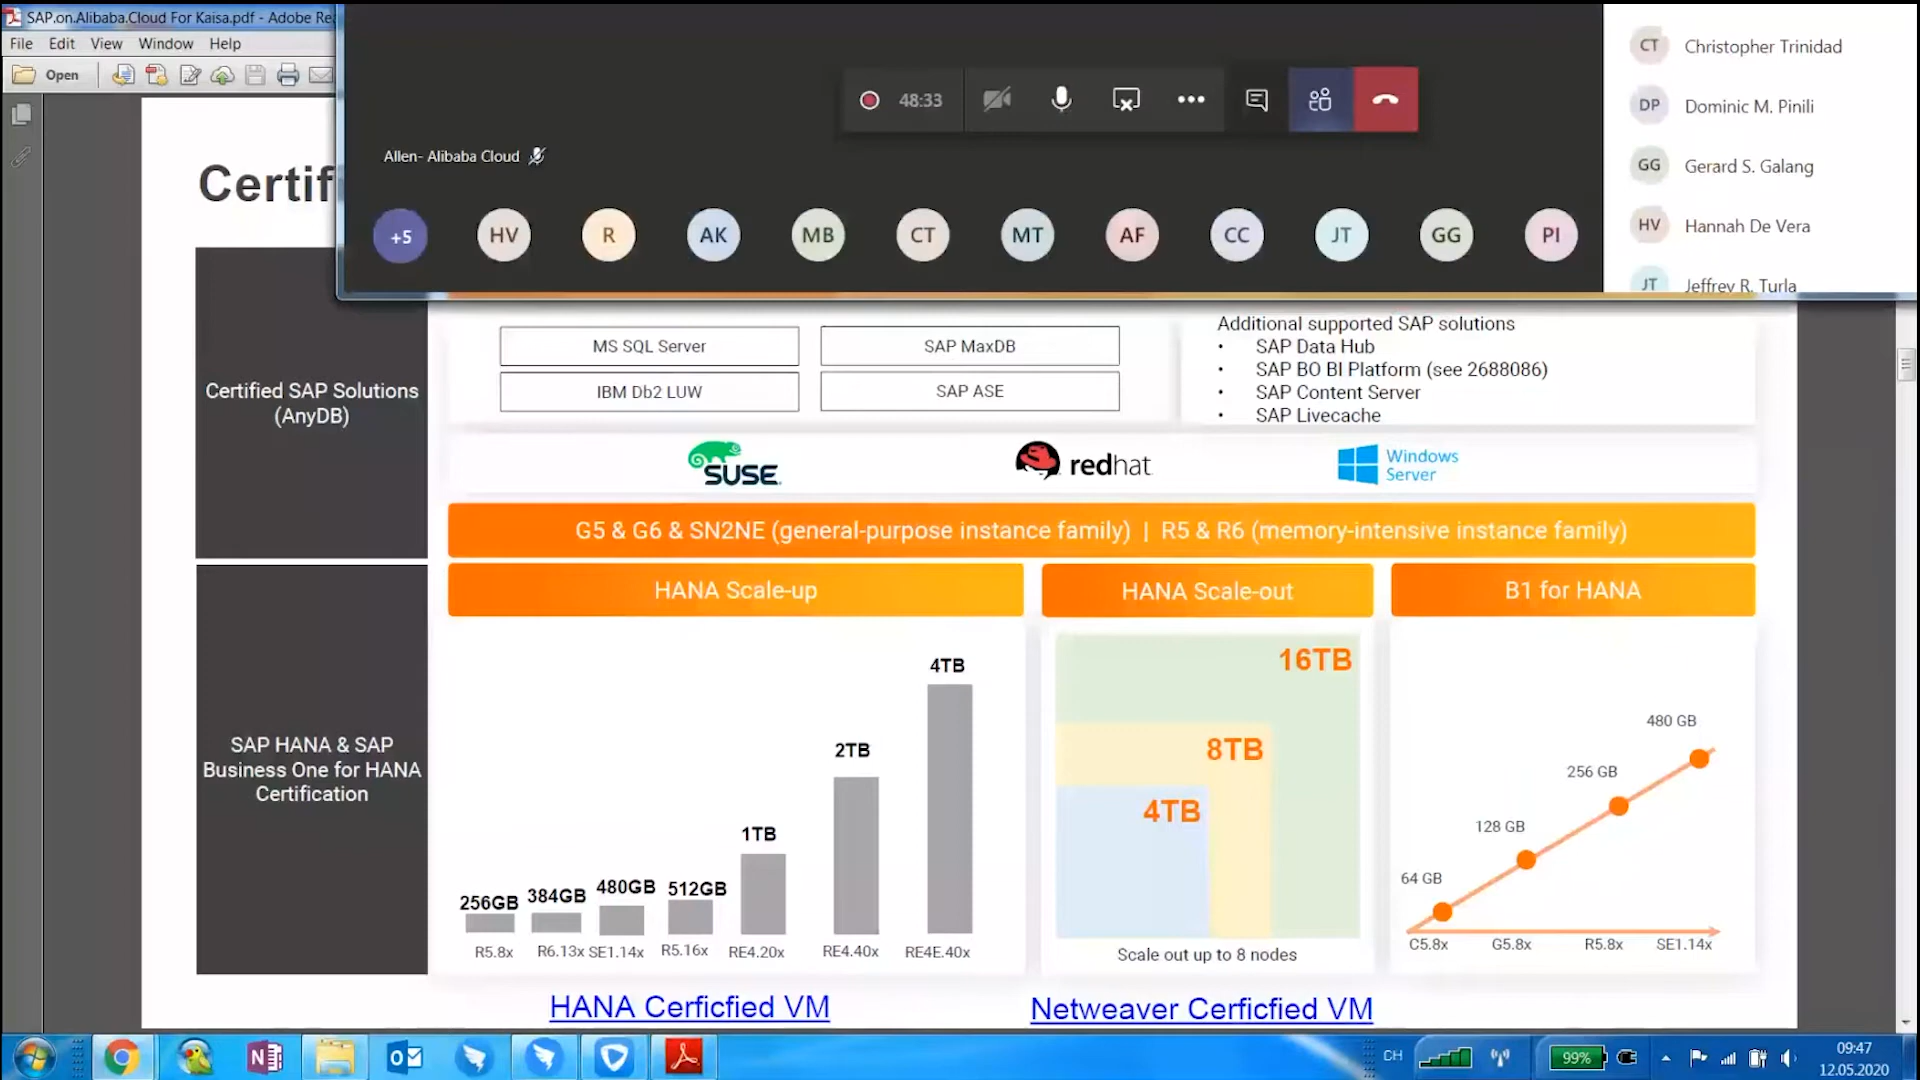 SAP.on.Alibaba.Cloud For Kaisa.pdf - Adobe Rea
File Edit View Window Help
Open
48:33
Allen- Alibaba Cloud
+5 HV R AK MB CT MT AF CC JT GG PI
CT Christopher Trinidad
DP Dominic M. Pinili
GG Gerard S. Galang
HV Hannah De Vera
JT Jeffrey R. Turla
Certif
Certified SAP Solutions
(AnyDB)
MS SQL Server
SAP MaxDB
IBM Db2 LUW
SAP ASE
Additional supported SAP solutions
• SAP Data Hub
• SAP BO BI Platform (see 2688086)
• SAP Content Server
• SAP Livecache
SUSE
redhat
Windows
Server
G5 & G6 & SN2NE (general-purpose instance family) | R5 & R6 (memory-intensive instance family)
SAP HANA & SAP
Business One for HANA
Certification
HANA Scale-up
256GB 384GB 480GB 512GB 1TB 2TB 4TB
R5.8x R6.13x SE1.14x R5.16x RE4.20x RE4.40x RE4E.40x
HANA Scale-out
16TB
8TB
4TB
Scale out up to 8 nodes
B1 for HANA
480 GB
256 GB
128 GB
64 GB
C5.8x G5.8x R5.8x SE1.14x
HANA Cerficfied VM
Netweaver Cerficfied VM
CH
99%
09:47
12.05.2020